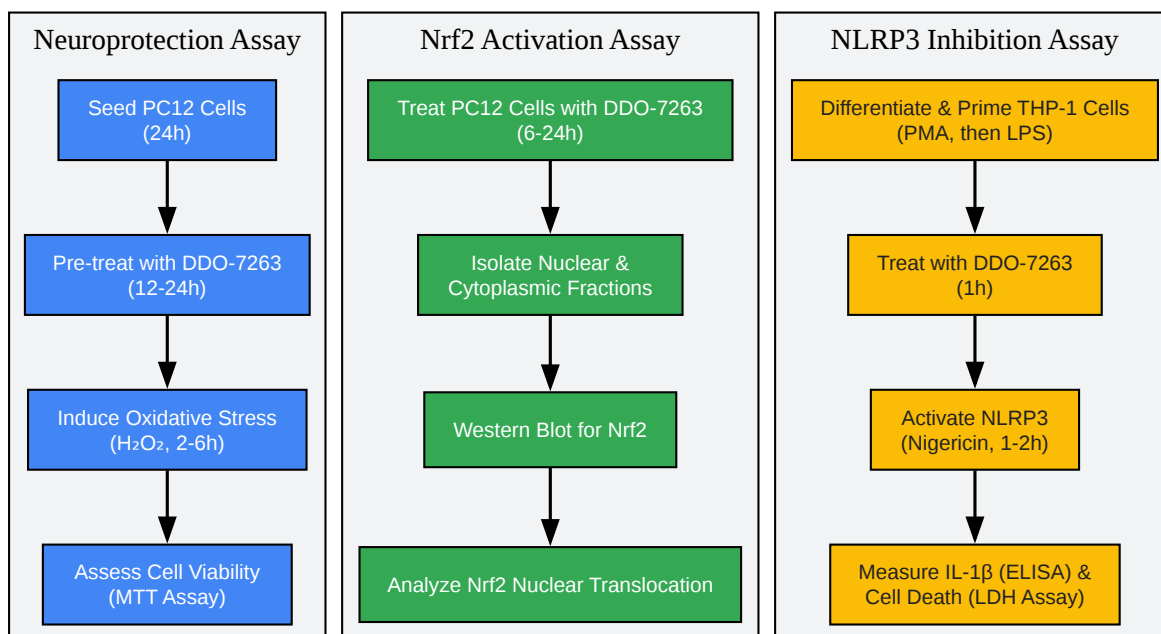 Neuroprotection Assay
Seed PC12 Cells
(24h)
Pre-treat with DDO-7263
(12-24h)
Induce Oxidative Stress
(H₂O₂, 2-6h)
Assess Cell Viability
(MTT Assay)
Nrf2 Activation Assay
Treat PC12 Cells with DDO-7263
(6-24h)
Isolate Nuclear &
Cytoplasmic Fractions
Western Blot for Nrf2
Analyze Nrf2 Nuclear Translocation
NLRP3 Inhibition Assay
Differentiate & Prime THP-1 Cells
(PMA, then LPS)
Treat with DDO-7263
(1h)
Activate NLRP3
(Nigericin, 1-2h)
Measure IL-1β (ELISA) &
Cell Death (LDH Assay)